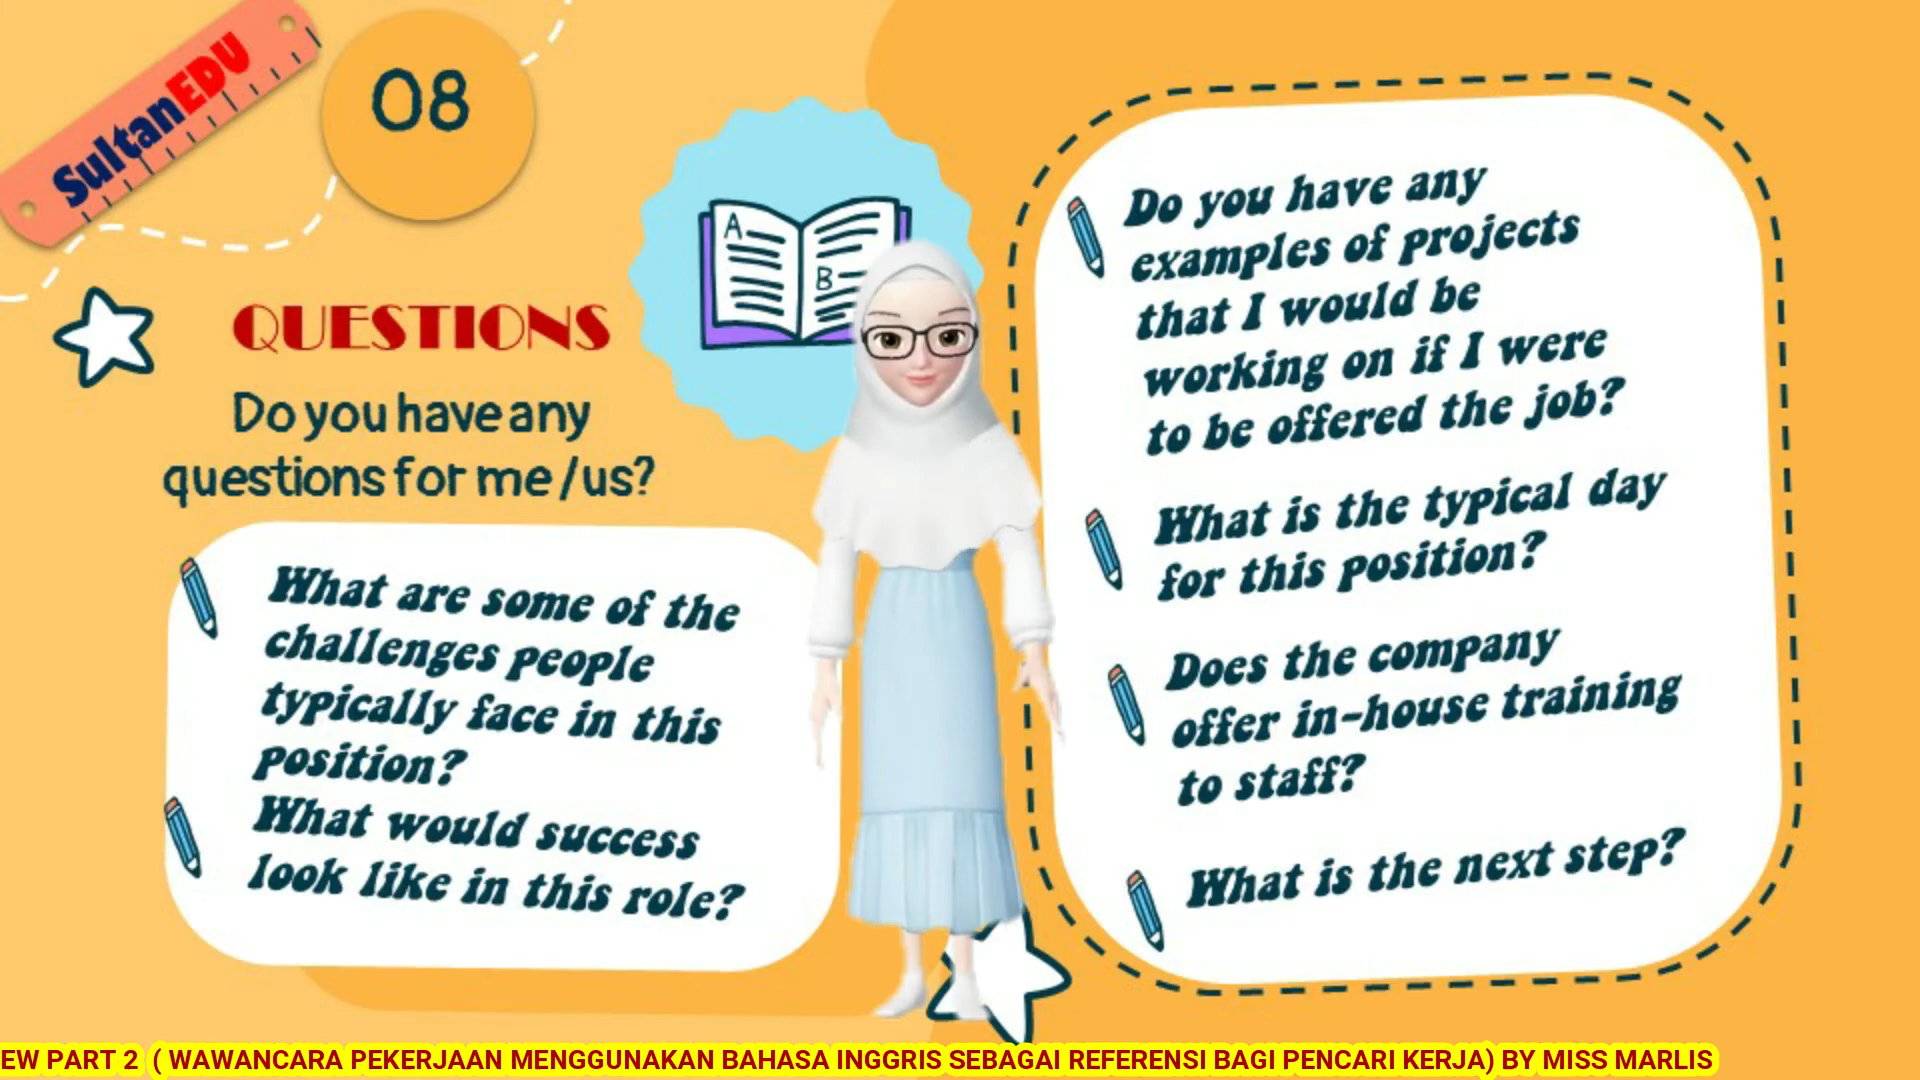 SultanEDU
08
A
B
QUESTIONS
Do you have any
questions for me/us?
What are some of the
challenges people
typically face in this
position?
What would success
look like in this role?
Do you have any
examples of projects
that I would be
working on if I were
to be offered the job?
What is the typical day
for this position?
Does the company
offer in-house training
to staff?
What is the next step?
EW PART 2 ( WAWANCARA PEKERJAAN MENGGUNAKAN BAHASA INGGRIS SEBAGAI REFERENSI BAGI PENCARI KERJA) BY MISS MARLIS